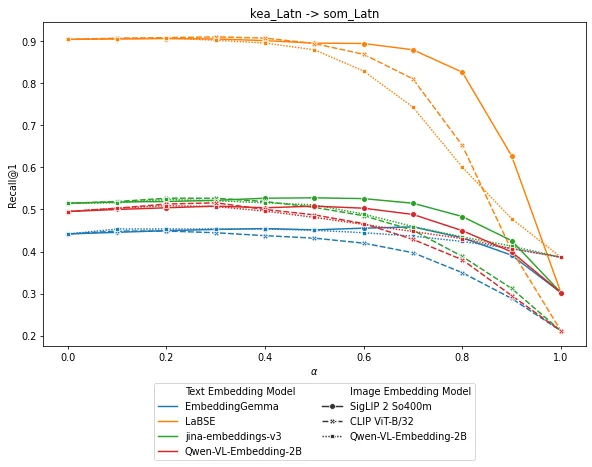 kea_Latn -> som_Latn
Recall@1
0.9
0.8
0.7
0.6
0.5
0.4
0.3
0.2
0.0
0.2
0.4
0.6
0.8
1.0
α
Text Embedding Model
EmbeddingGemma
LaBSE
jina-embeddings-v3
Qwen-VL-Embedding-2B
Image Embedding Model
SigLIP 2 So400m
CLIP ViT-B/32
Qwen-VL-Embedding-2B